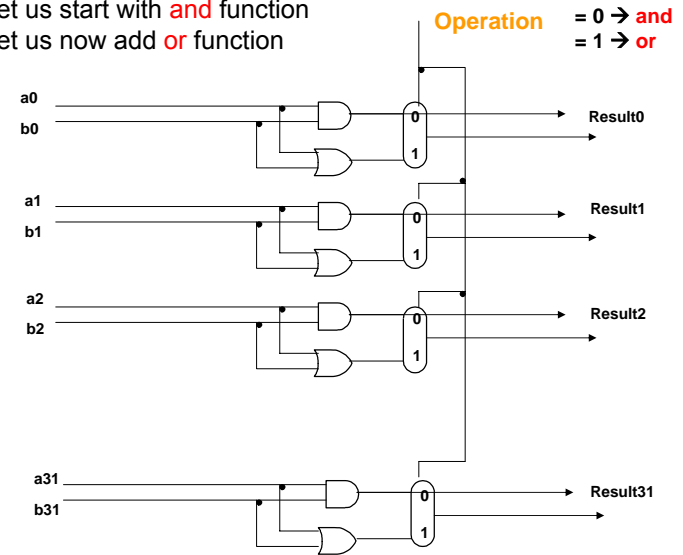 et us start with and function
et us now add or function
Operation
= 0 → and
= 1 → or
a0
b0
0
1
Result0
a1
b1
0
1
Result1
a2
b2
0
1
Result2
a31
b31
0
1
Result31